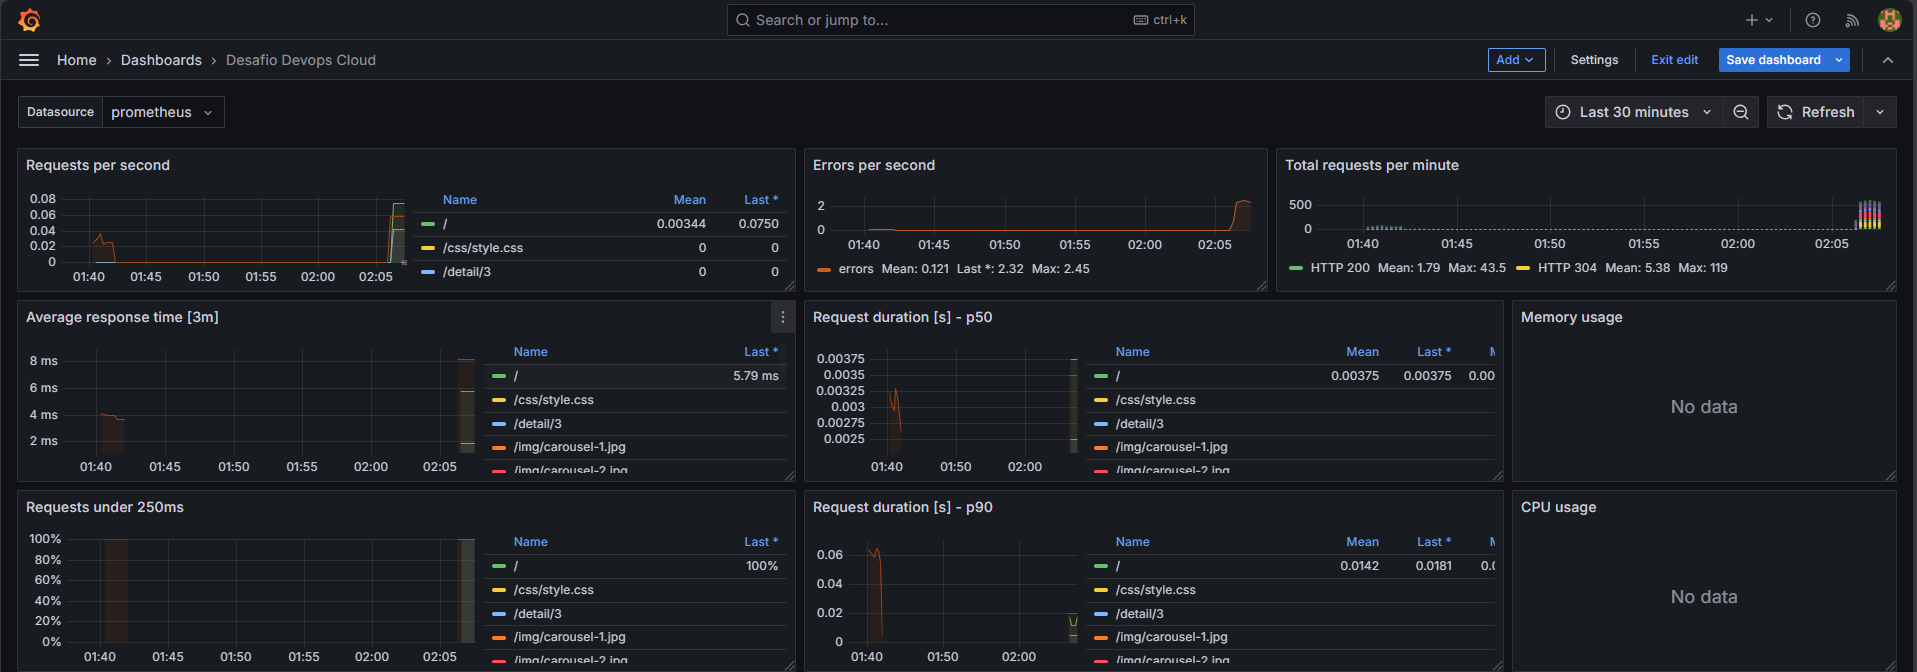 Search or jump to...
ctrl+k
Home › Dashboards › Desafio Devops Cloud
Add
Settings
Exit edit
Save dashboard
Datasource
prometheus
Last 30 minutes
Refresh
Requests per second
0.08
0.06
0.04
0.02
0
01:40 01:45 01:50 01:55 02:00 02:05
Name Mean Last *
/ 0.00344 0.0750
/css/style.css 0 0
/detail/3 0 0
Errors per second
2
0
01:40 01:45 01:50 01:55 02:00 02:05
errors Mean: 0.121 Last *: 2.32 Max: 2.45
Total requests per minute
500
0
01:40 01:45 01:50 01:55 02:00 02:05
HTTP 200 Mean: 1.79 Max: 43.5 HTTP 304 Mean: 5.38 Max: 119
Average response time [3m]
8 ms
6 ms
4 ms
2 ms
01:40 01:45 01:50 01:55 02:00 02:05
Name Last *
/ 5.79 ms
/css/style.css
/detail/3
/img/carousel-1.jpg
/img/carousel-2.jpg
Request duration [s] - p50
0.00375
0.0035
0.00325
0.003
0.00275
0.0025
01:40 01:50 02:00
Name Mean Last *
/ 0.00375 0.00375 0.00
/css/style.css
/detail/3
/img/carousel-1.jpg
/img/carousel-2.jpg
Memory usage
No data
Requests under 250ms
100%
80%
60%
40%
20%
0%
01:40 01:45 01:50 01:55 02:00 02:05
Name Last *
/ 100%
/css/style.css
/detail/3
/img/carousel-1.jpg
/img/carousel-2.jpg
Request duration [s] - p90
0.06
0.04
0.02
0
01:40 01:50 02:00
Name Mean Last *
/ 0.0142 0.0181 0.0
/css/style.css
/detail/3
/img/carousel-1.jpg
/img/carousel-2.jpg
CPU usage
No data